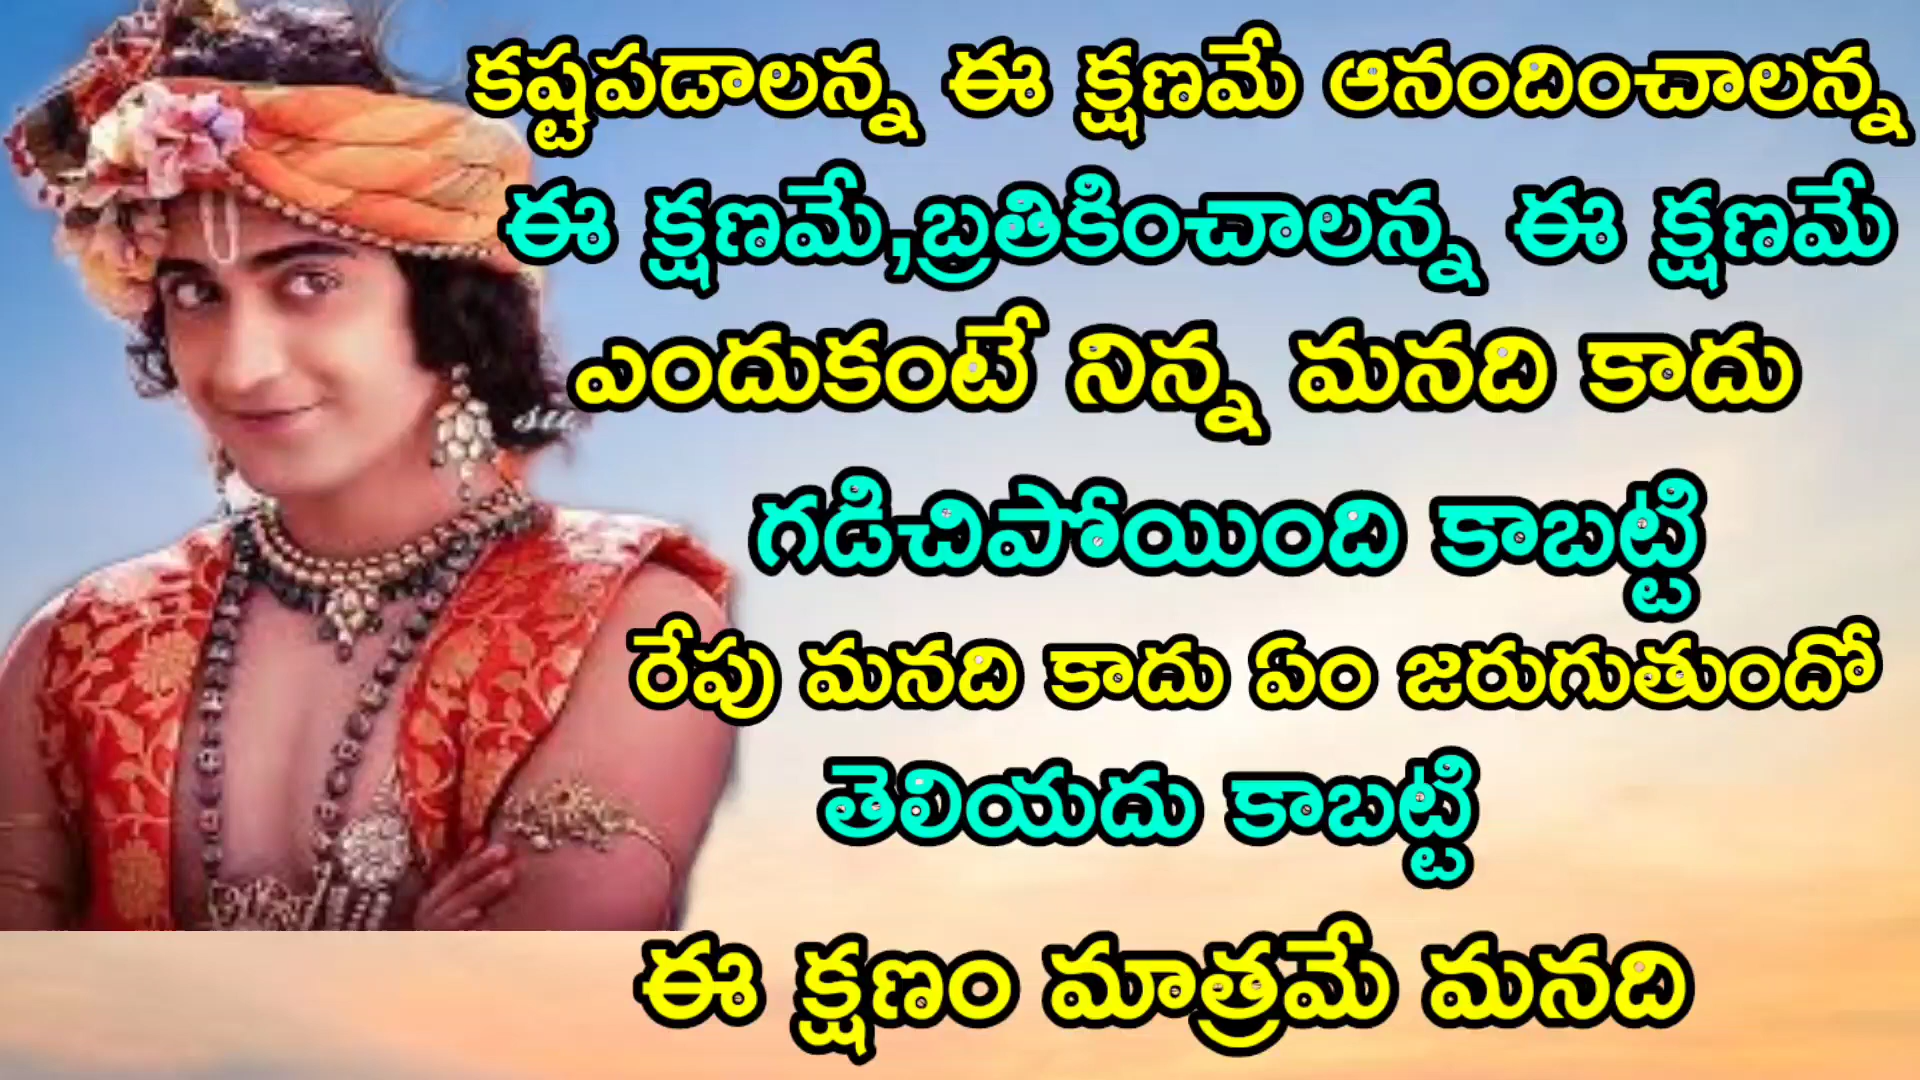 కష్టపడాలన్న ఈ క్షణమే ఆనందించాలన్న
ఈ క్షణమే,బ్రతికించాలన్న ఈ క్షణమే
ఎందుకంటే నిన్న మనది కాదు
గడిచిపోయింది కాబట్టి
రేపు మనది కాదు ఏం జరుగుతుందో
తెలియదు కాబట్టి
ఈ క్షణం మాత్రమే మనది